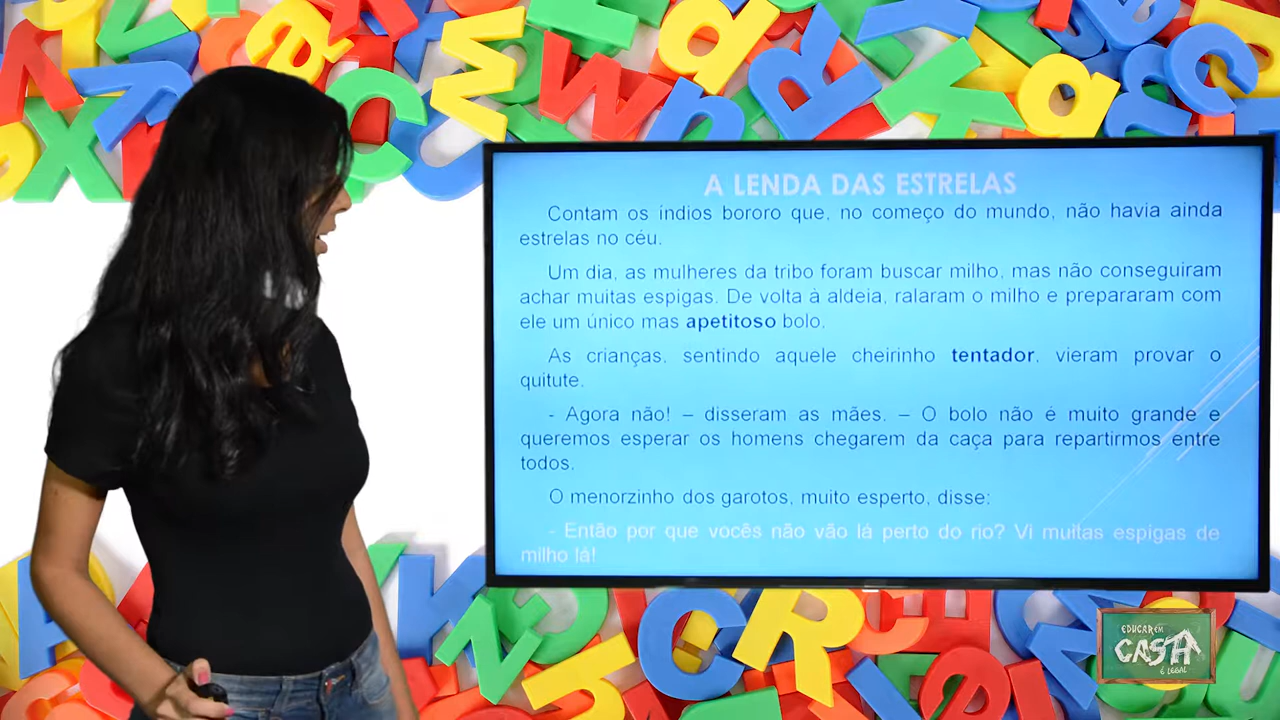 A LENDA DAS ESTRELAS
Contam os índios bororo que, no começo do mundo, não havia ainda
estrelas no céu.
Um dia, as mulheres da tribo foram buscar milho, mas não conseguiram
achar muitas espigas. De volta à aldeia, ralaram o milho e prepararam com
ele um único mas apetitoso bolo.
As crianças, sentindo aquele cheirinho tentador, vieram provar o
quitute.
- Agora não! – disseram as mães. – O bolo não é muito grande e
queremos esperar os homens chegarem da caça para repartirmos entre
todos.
O menorzinho dos garotos, muito esperto, disse:
- Então por que vocês não vão lá perto do rio? Vi muitas espigas de
milho lá!
EDUCAR EM
CASA
É LEGAL